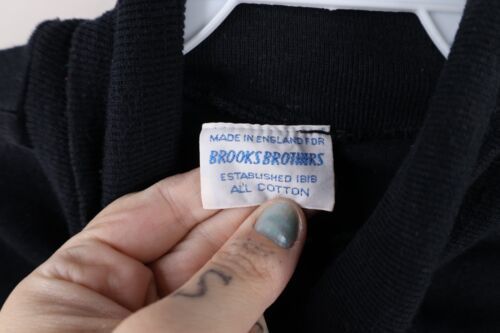 MADE IN ENGLAND FOR
BROOKS BROTHERS
ESTABLISHED 1818
ALL COTTON
S